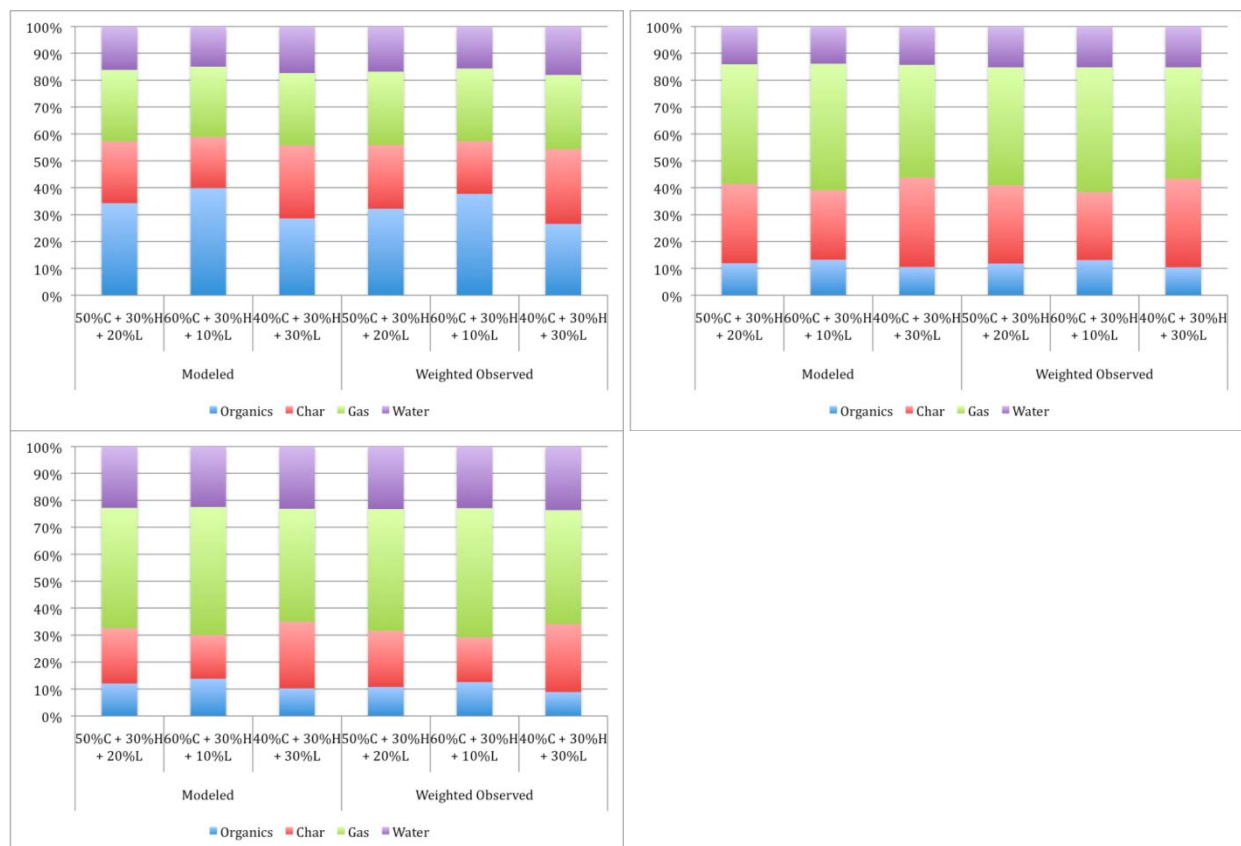 100%
90%
80%
70%
60%
50%
40%
30%
20%
10%
0%
50%C + 30%H 60%C + 30%H 40%C + 30%H 50%C + 30%H 60%C + 30%H 40%C + 30%H
+ 20%L + 10%L + 30%L + 20%L + 10%L + 30%L
Modeled Weighted Observed
Organics Char Gas Water
100%
90%
80%
70%
60%
50%
40%
30%
20%
10%
0%
50%C + 30%H 60%C + 30%H 40%C + 30%H 50%C + 30%H 60%C + 30%H 40%C + 30%H
+ 20%L + 10%L + 30%L + 20%L + 10%L + 30%L
Modeled Weighted Observed
Organics Char Gas Water
100%
90%
80%
70%
60%
50%
40%
30%
20%
10%
0%
50%C + 30%H 60%C + 30%H 40%C + 30%H 50%C + 30%H 60%C + 30%H 40%C + 30%H
+ 20%L + 10%L + 30%L + 20%L + 10%L + 30%L
Modeled Weighted Observed
Organics Char Gas Water